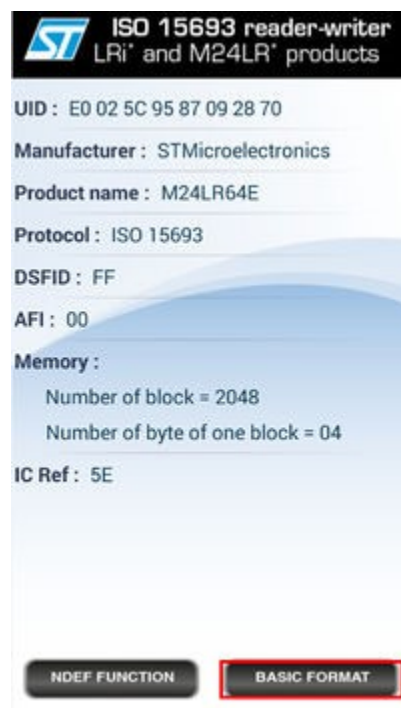 ST
ISO 15693 reader-writer
LRi* and M24LR* products
UID : E0 02 5C 95 87 09 28 70
Manufacturer : STMicroelectronics
Product name : M24LR64E
Protocol : ISO 15693
DSFID : FF
AFI : 00
Memory :
Number of block = 2048
Number of byte of one block = 04
IC Ref : 5E
NDEF FUNCTION
BASIC FORMAT